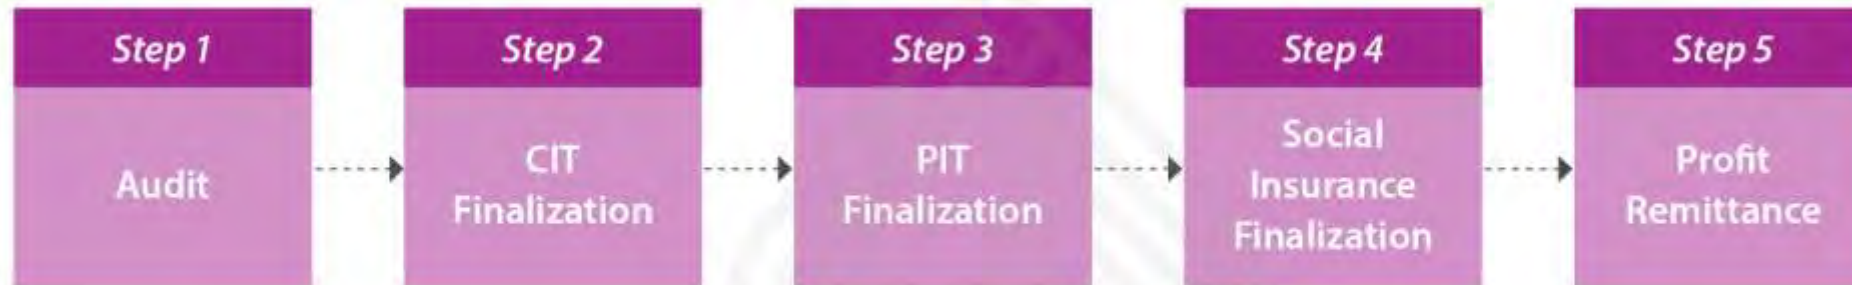 Step 1
Audit
Step 2
CIT
Finalization
Step 3
PIT
Finalization
Step 4
Social
Insurance
Finalization
Step 5
Profit
Remittance